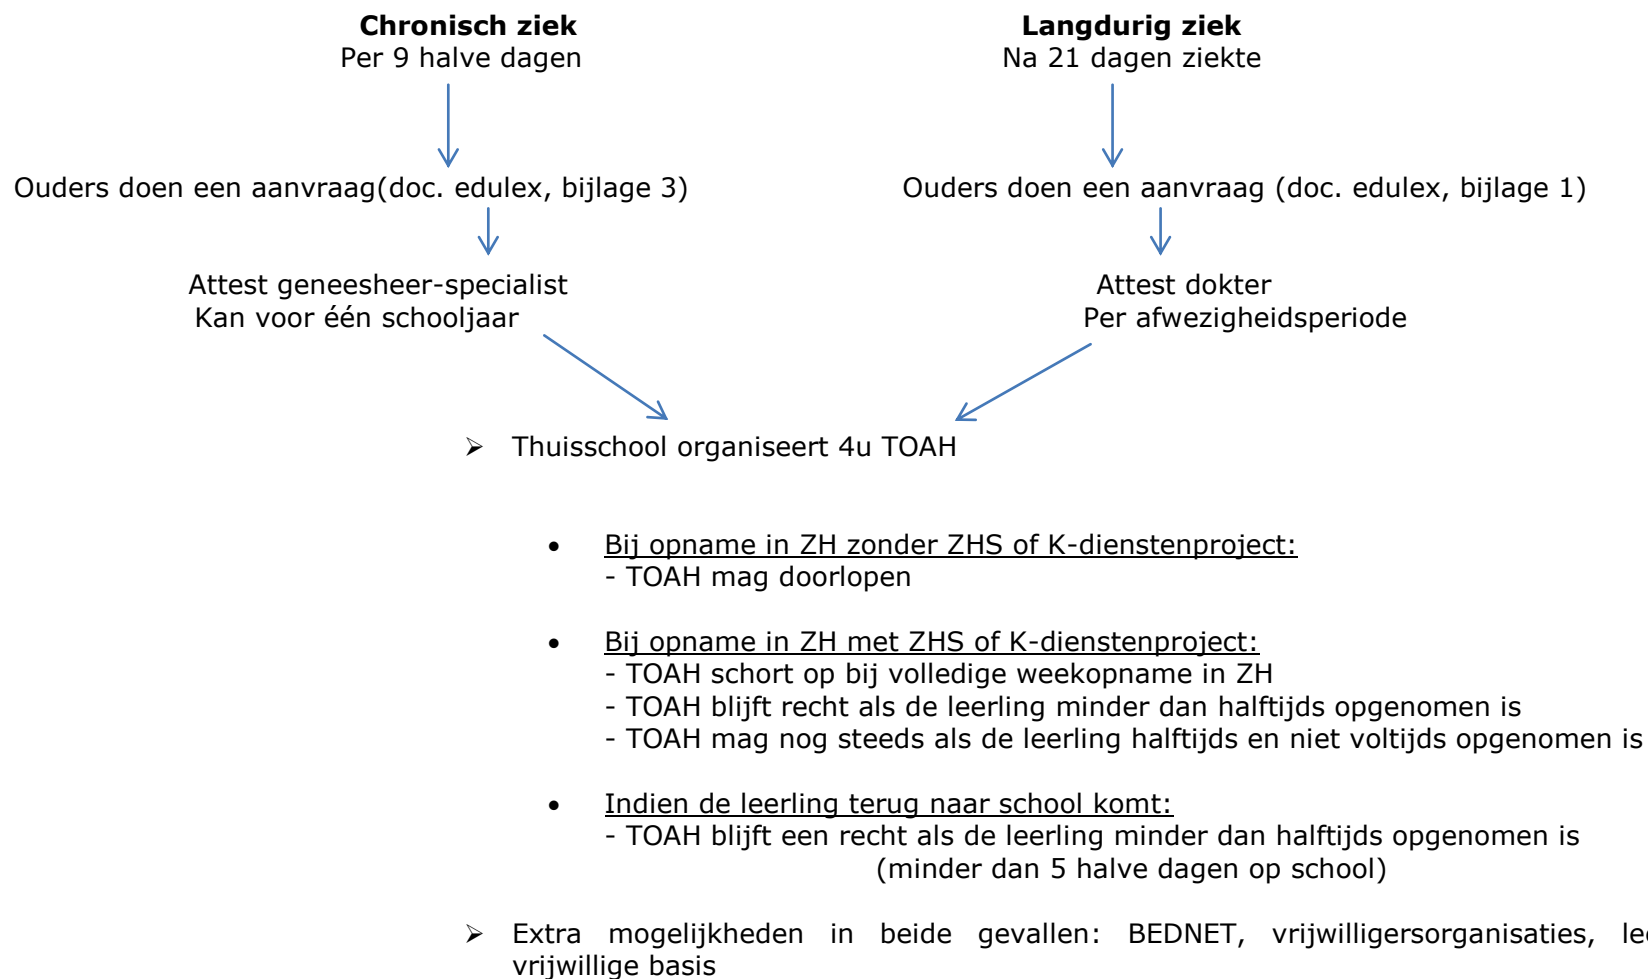 Chronisch ziek
Per 9 halve dagen
Langdurig ziek
Na 21 dagen ziekte
Ouders doen een aanvraag(doc. edulex, bijlage 3)
Ouders doen een aanvraag (doc. edulex, bijlage 1)
Attest geneesheer-specialist
Kan voor één schooljaar
Attest dokter
Per afwezigheidsperiode
➢ Thuisschool organiseert 4u TOAH
• Bij opname in ZH zonder ZHS of K-dienstenproject:
- TOAH mag doorlopen
• Bij opname in ZH met ZHS of K-dienstenproject:
- TOAH schort op bij volledige weekopname in ZH
- TOAH blijft recht als de leerling minder dan halftijds opgenomen is
- TOAH mag nog steeds als de leerling halftijds en niet voltijds opgenomen is
• Indien de leerling terug naar school komt:
- TOAH blijft een recht als de leerling minder dan halftijds opgenomen is
(minder dan 5 halve dagen op school)
➢ Extra mogelijkheden in beide gevallen: BEDNET, vrijwilligersorganisaties,
vrijwillige basis